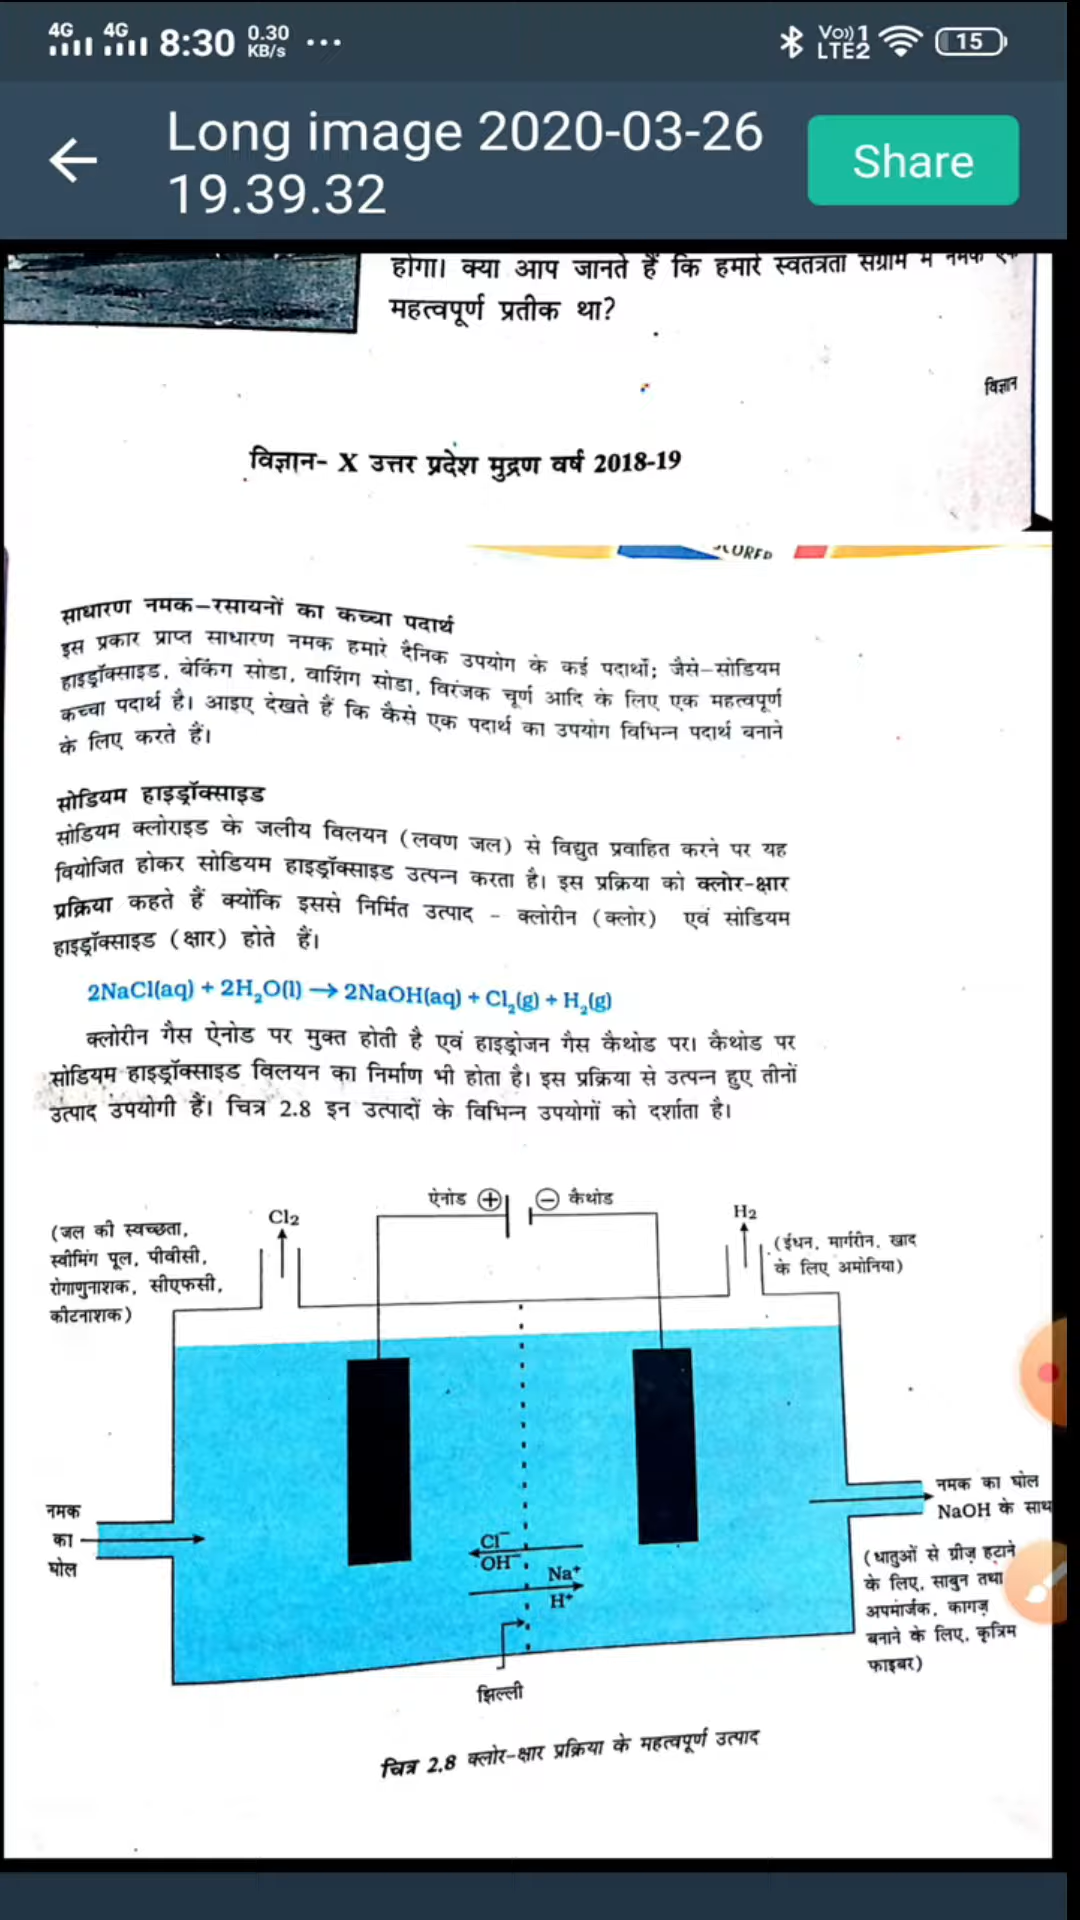 4G 4G 8:30 0.30 KB/s ... Vo)) 1 LTE2 15
Long image 2020-03-26
19.39.32
Share
होगा। क्या आप जानते हैं कि हमारे स्वतंत्रता संग्राम में नमक एक
महत्वपूर्ण प्रतीक था?
विज्ञान
विज्ञान- X उत्तर प्रदेश मुद्रण वर्ष 2018-19
साधारण नमक–रसायनों का कच्चा पदार्थ
इस प्रकार प्राप्त साधारण नमक हमारे दैनिक उपयोग के कई पदार्थों; जैसे–सोडियम
हाइड्रॉक्साइड, बेकिंग सोडा, वाशिंग सोडा, विरंजक चूर्ण आदि के लिए एक महत्वपूर्ण
कच्चा पदार्थ है। आइए देखते हैं कि कैसे एक पदार्थ का उपयोग विभिन्न पदार्थ बनाने
के लिए करते हैं।
सोडियम हाइड्रॉक्साइड
सोडियम क्लोराइड के जलीय विलयन (लवण जल) से विद्युत प्रवाहित करने पर यह
वियोजित होकर सोडियम हाइड्रॉक्साइड उत्पन्न करता है। इस प्रक्रिया को क्लोर-क्षार
प्रक्रिया कहते हैं क्योंकि इससे निर्मित उत्पाद - क्लोरीन (क्लोर) एवं सोडियम
हाइड्रॉक्साइड (क्षार) होते हैं।
2NaCl(aq) + 2H₂O(l) → 2NaOH(aq) + Cl₂(g) + H₂(g)
क्लोरीन गैस ऐनोड पर मुक्त होती है एवं हाइड्रोजन गैस कैथोड पर। कैथोड पर
सोडियम हाइड्रॉक्साइड विलयन का निर्माण भी होता है। इस प्रक्रिया से उत्पन्न हुए तीनों
उत्पाद उपयोगी हैं। चित्र 2.8 इन उत्पादों के विभिन्न उपयोगों को दर्शाता है।
ऐनोड + − कैथोड
Cl₂
H₂
(जल की स्वच्छता,
स्वीमिंग पूल, पीवीसी,
रोगाणुनाशक, सीएफसी,
कीटनाशक)
(ईंधन, मार्गरीन, खाद
के लिए अमोनिया)
नमक
का
घोल
नमक का घोल
NaOH के साथ
Cl⁻
OH⁻
Na⁺
H⁺
(धातुओं से ग्रीज़ हटाने
के लिए, साबुन तथा
अपमार्जक, कागज़
बनाने के लिए, कृत्रिम
फाइबर)
झिल्ली
चित्र 2.8 क्लोर-क्षार प्रक्रिया के महत्वपूर्ण उत्पाद